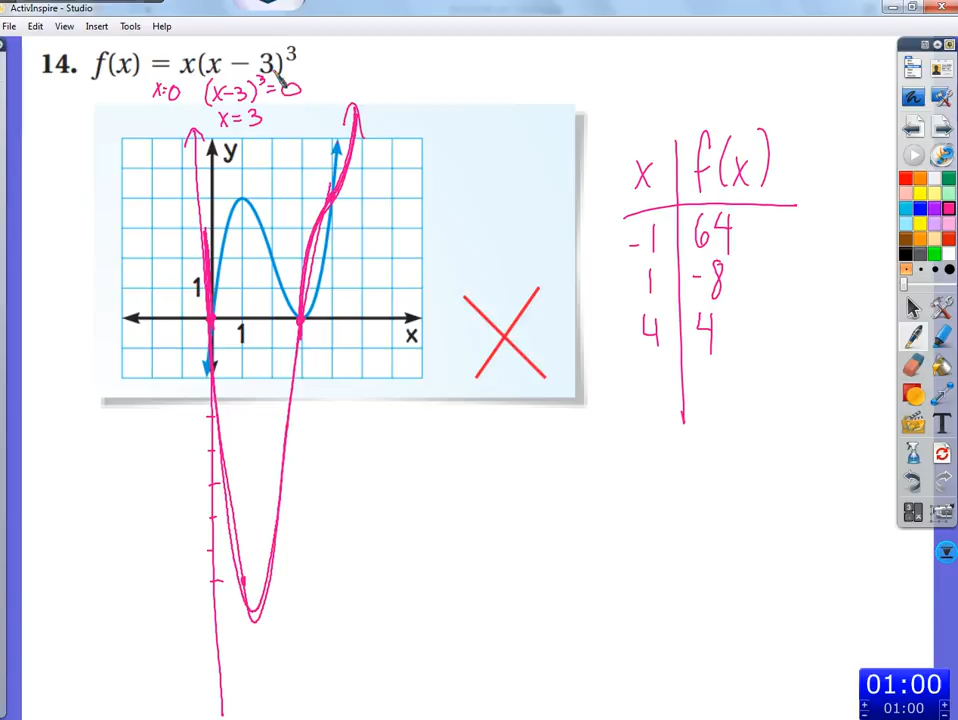 ActivInspire - Studio
File Edit View Insert Tools Help
14. f(x) = x(x − 3)³
x=0 (x-3)³=0
x = 3
y
1
1
x
x f(x)
-1 64
1 -8
4 4
T
3
01:00
01:00